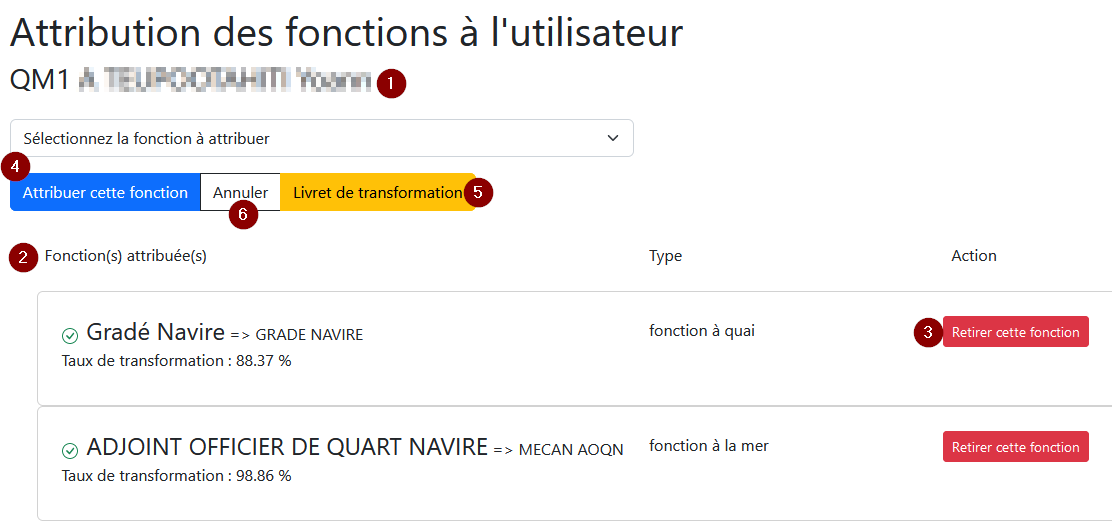 Attribution des fonctions à l'utilisateur
QM1 1
Sélectionnez la fonction à attribuer
4
Attribuer cette fonction Annuler Livret de transformation 5
6
2 Fonction(s) attribuée(s) Type Action
Gradé Navire => GRADE NAVIRE fonction à quai 3 Retirer cette fonction
Taux de transformation : 88.37 %
ADJOINT OFFICIER DE QUART NAVIRE => MECAN AOQN fonction à la mer Retirer cette fonction
Taux de transformation : 98.86 %